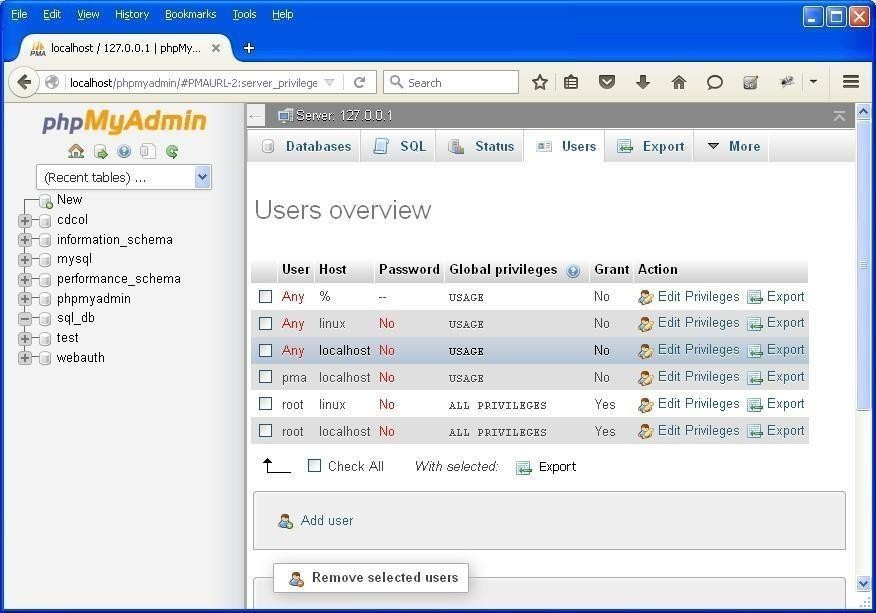 File Edit View History Bookmarks Tools Help
PMA localhost / 127.0.0.1 | phpMy...
localhost/phpmyadmin/#PMAURL-2:server_privilege Search
phpMyAdmin
Server: 127.0.0.1
Databases SQL Status Users Export More
(Recent tables) ...
New
cdcol
information_schema
mysql
performance_schema
phpmyadmin
sql_db
test
webauth
Users overview
User Host Password Global privileges Grant Action
Any % -- USAGE No Edit Privileges Export
Any linux No USAGE No Edit Privileges Export
Any localhost No USAGE No Edit Privileges Export
pma localhost No USAGE No Edit Privileges Export
root linux No ALL PRIVILEGES Yes Edit Privileges Export
root localhost No ALL PRIVILEGES Yes Edit Privileges Export
Check All With selected: Export
Add user
Remove selected users